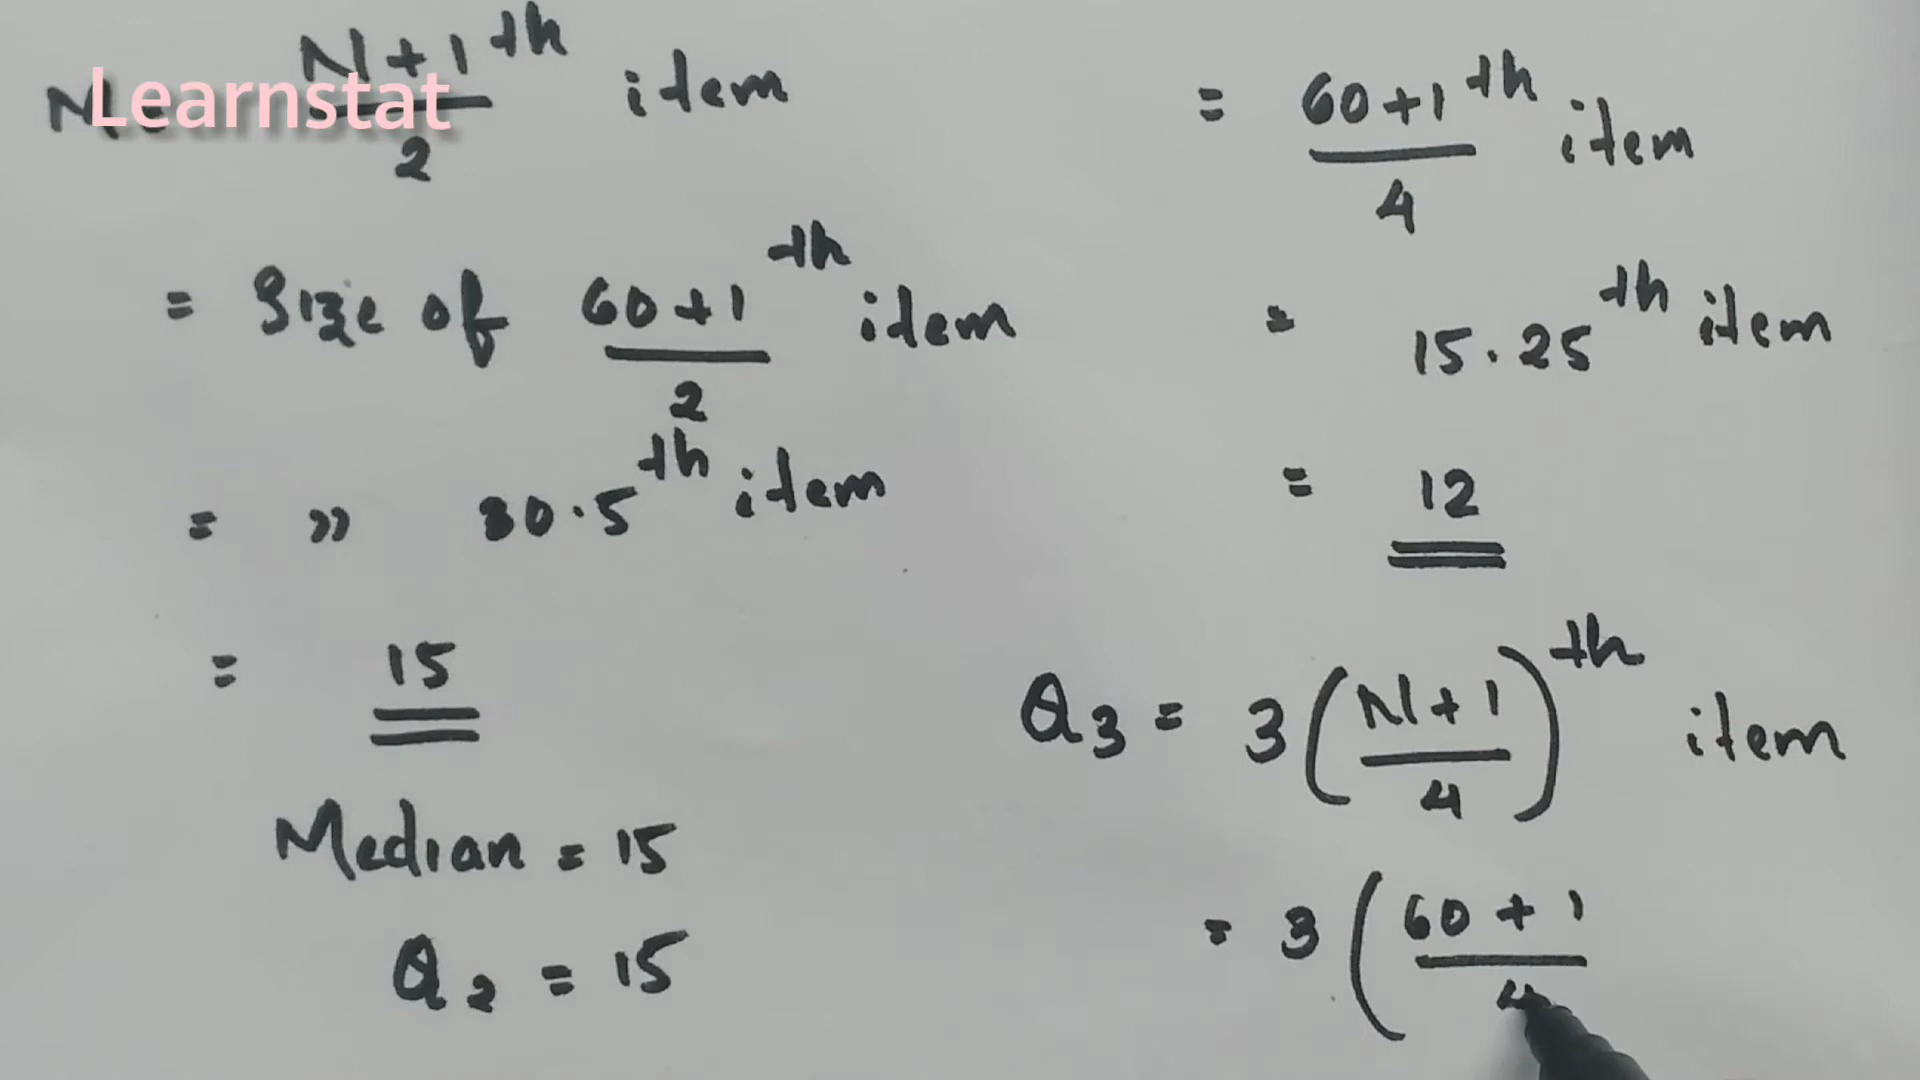 Learnstat
N+1 th item
2
= Size of 60+1 th item
2
= " 30.5 th item
= 15
Median = 15
Q2 = 15
= 60+1 th item
4
= 15.25 th item
= 12
Q3 = 3(N+1/4) th item
= 3(60+1
4